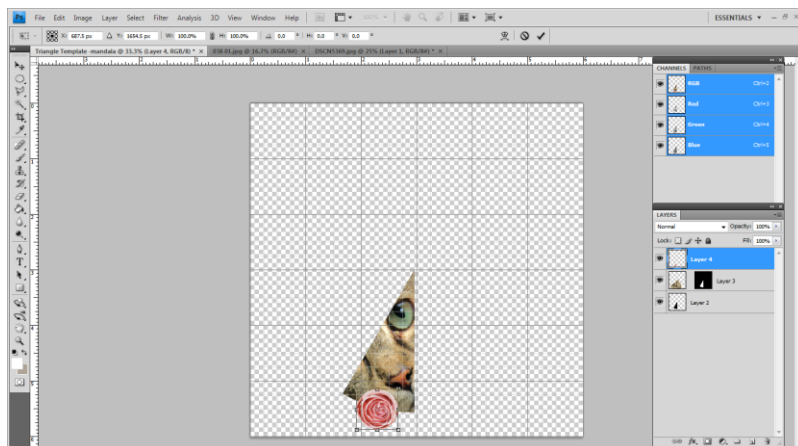 Ps File Edit Image Layer Select Filter Analysis 3D View Window Help
ESSENTIALS
X: 687.5 px Y: 1654.5 px W: 100.0% H: 100.0% 0.0 ° H: 0.0 ° V: 0.0 °
Triangle Template -mandala @ 33.3% (Layer 4, RGB/8) * × 038 01.jpg @ 16.7% (RGB/8#) × DSCN5369.jpg @ 25% (Layer 1, RGB/8#) * ×
CHANNELS PATHS
RGB Ctrl+2
Red Ctrl+3
Green Ctrl+4
Blue Ctrl+5
LAYERS
Normal Opacity: 100%
Lock: Fill: 100%
Layer 4
Layer 3
Layer 2